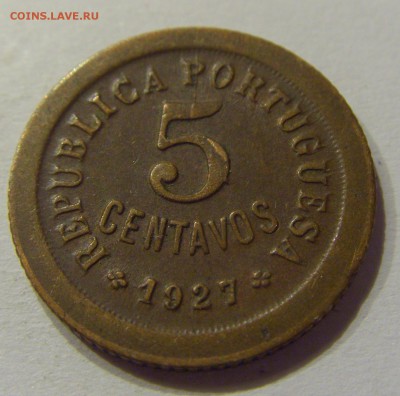 COINS.LAVE.RU
REPUBLICA PORTUGUESA
5
CENTAVOS
* 1927 *